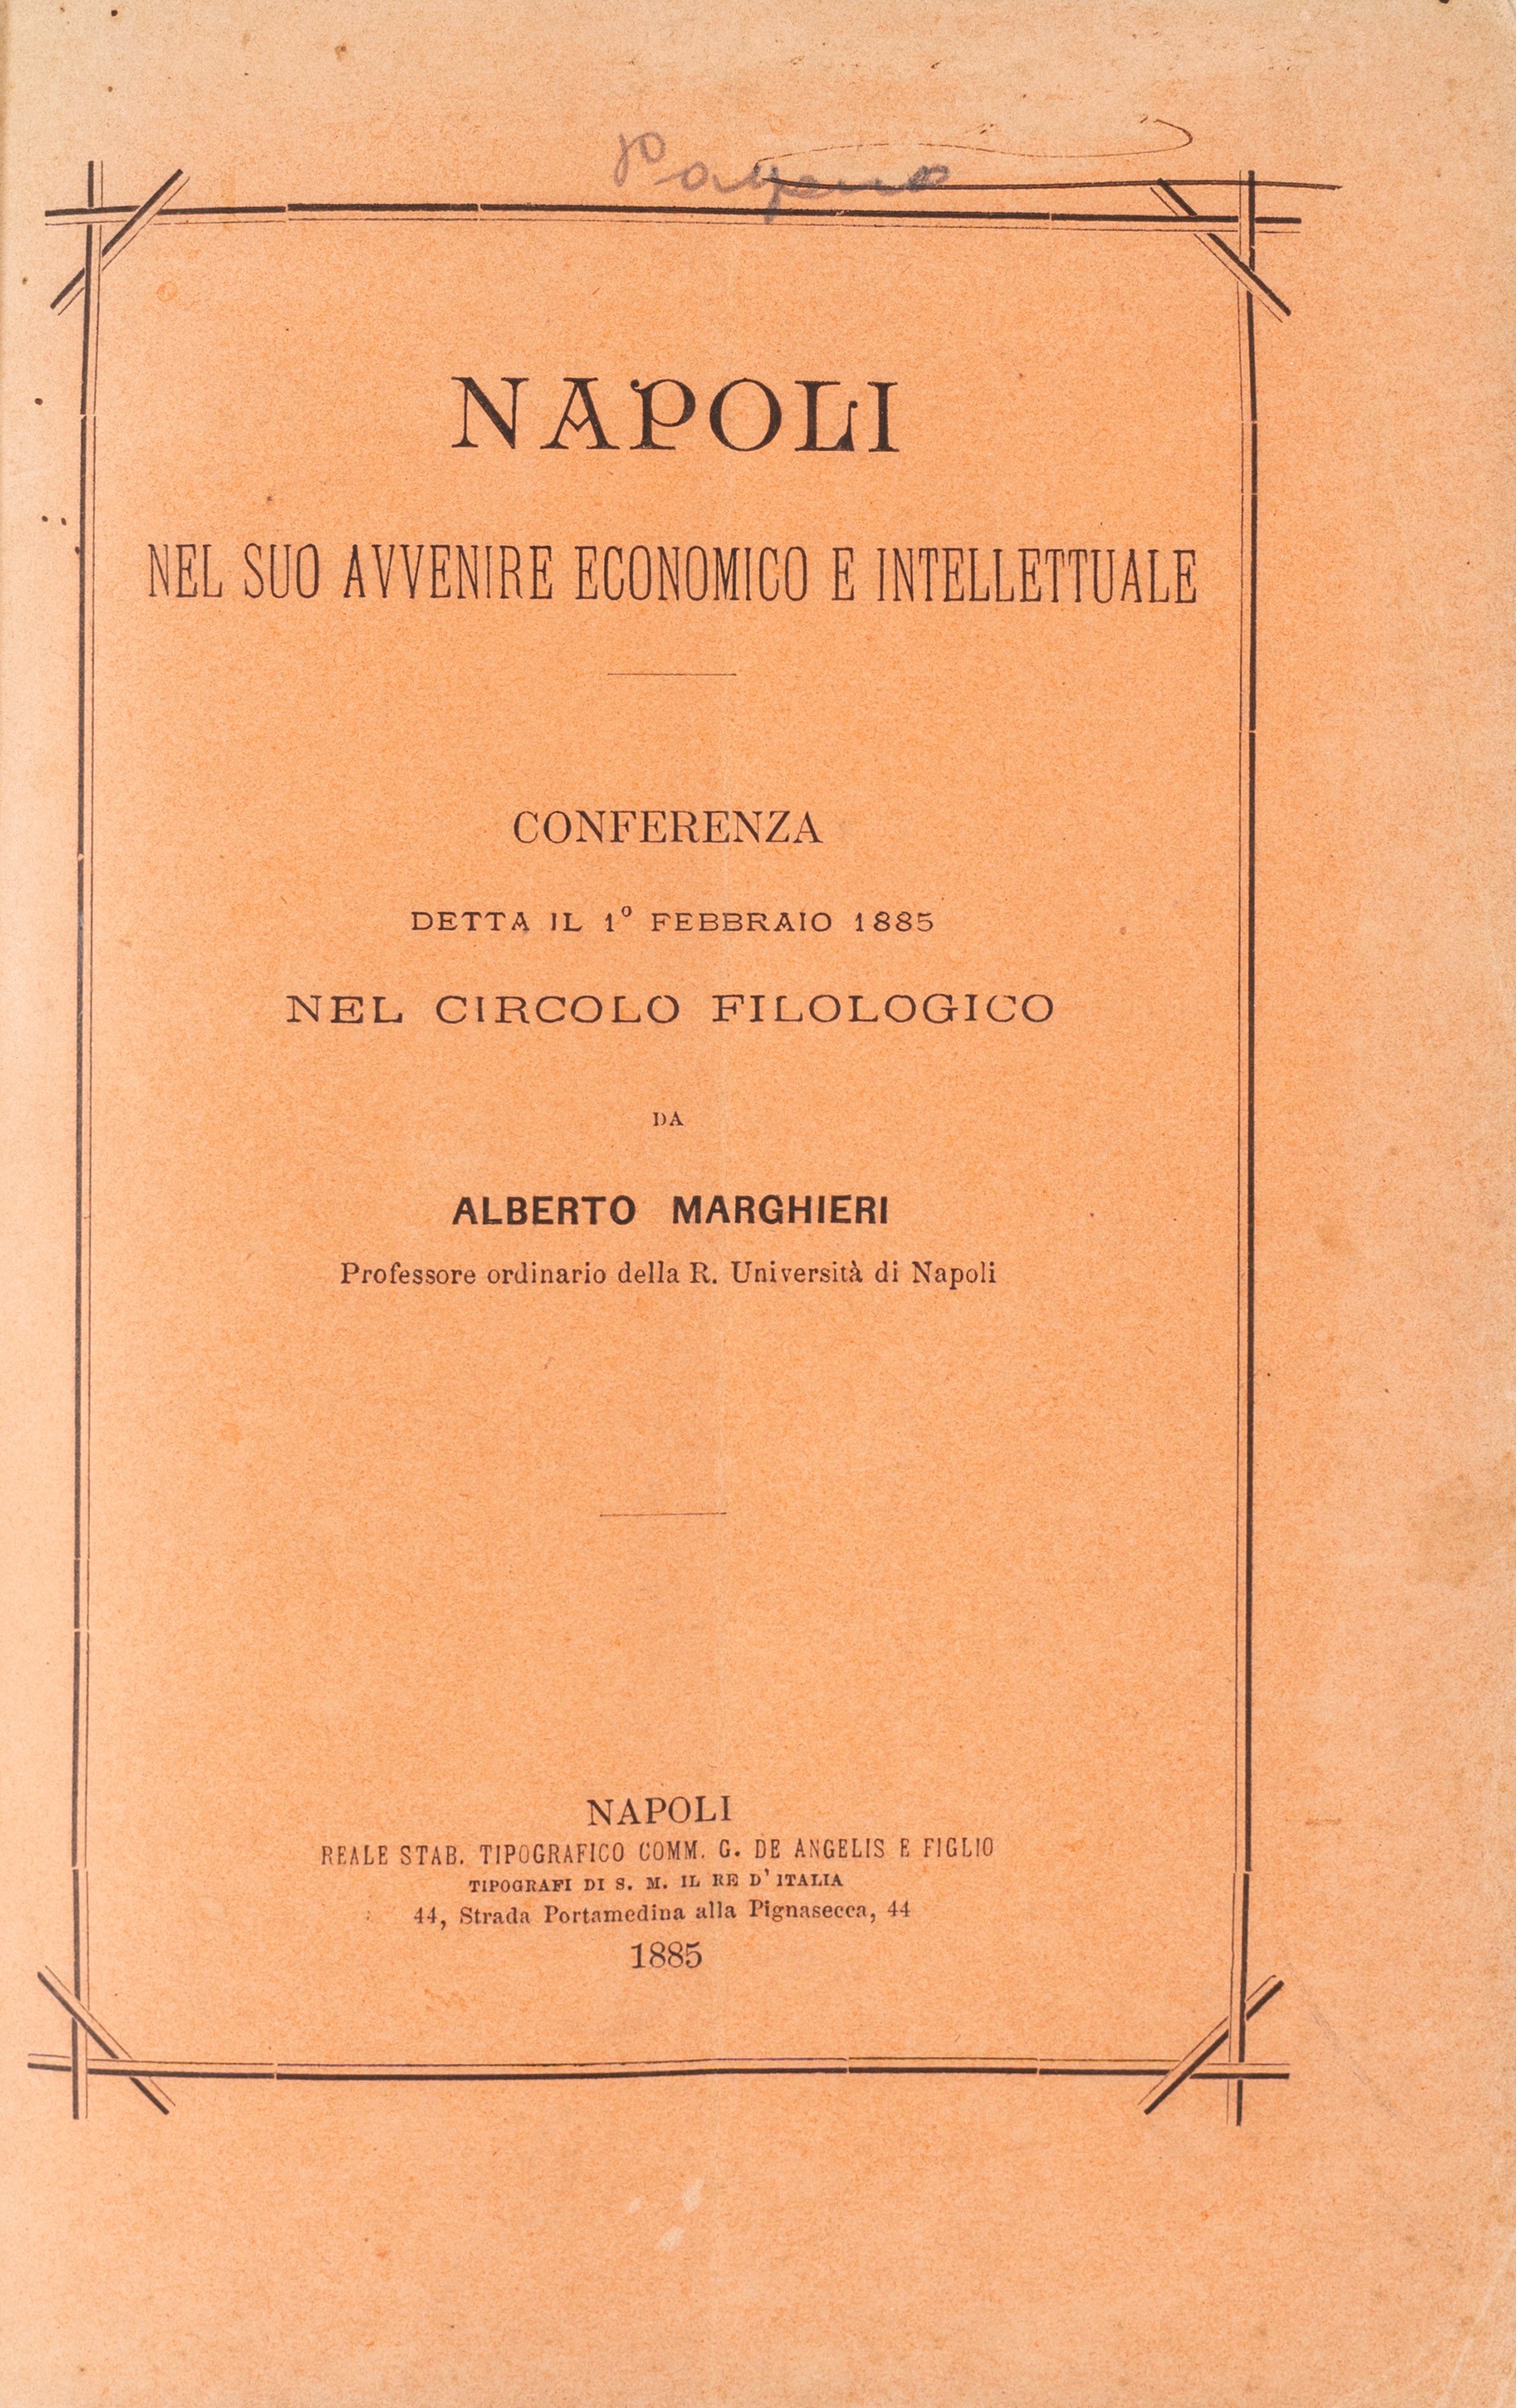 NAPOLI
NEL SUO AVVENIRE ECONOMICO E INTELLETTUALE
CONFERENZA
DETTA IL 1º FEBBRAIO 1885
NEL CIRCOLO FILOLOGICO
DA
ALBERTO MARGHIERI
Professore ordinario della R. Università di Napoli
NAPOLI
REALE STAB. TIPOGRAFICO COMM. G. DE ANGELIS E FIGLIO
TIPOGRAFI DI S. M. IL RE D'ITALIA
44, Strada Portamedina alla Pignasecca, 44
1885